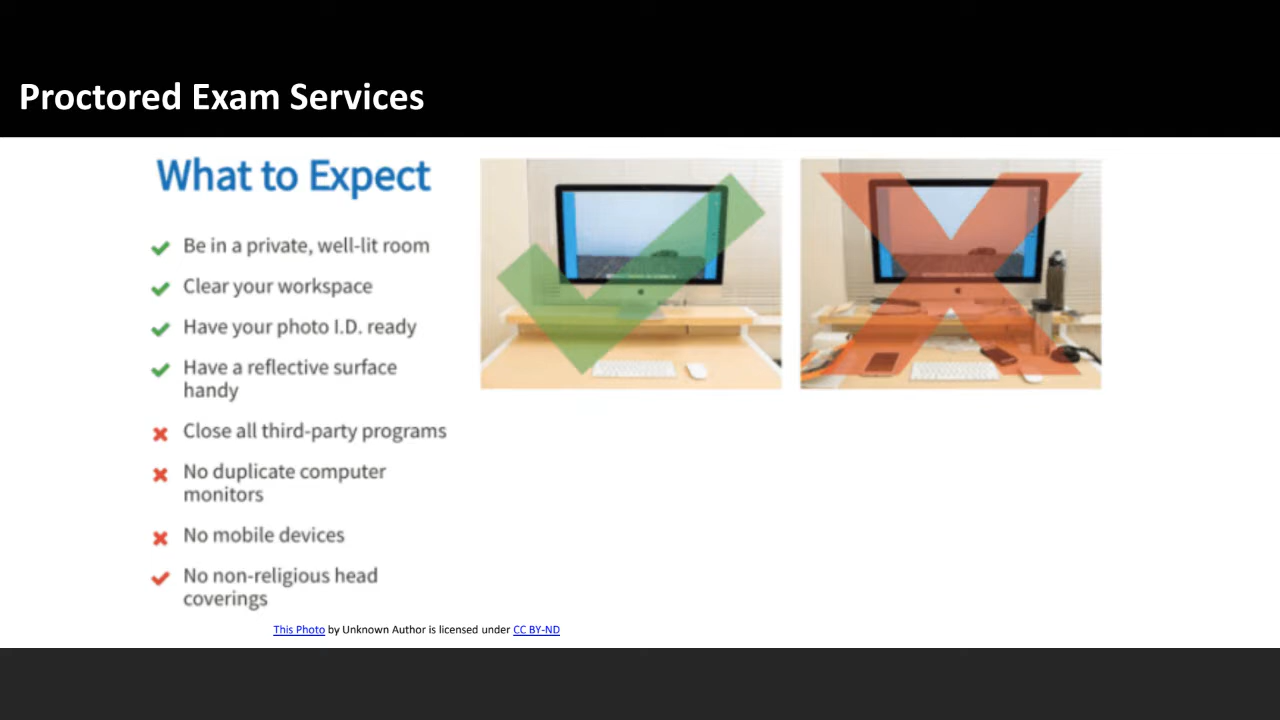 Proctored Exam Services
What to Expect
Be in a private, well-lit room
Clear your workspace
Have your photo I.D. ready
Have a reflective surface
handy
Close all third-party programs
No duplicate computer
monitors
No mobile devices
No non-religious head
coverings
This Photo by Unknown Author is licensed under CC BY-ND